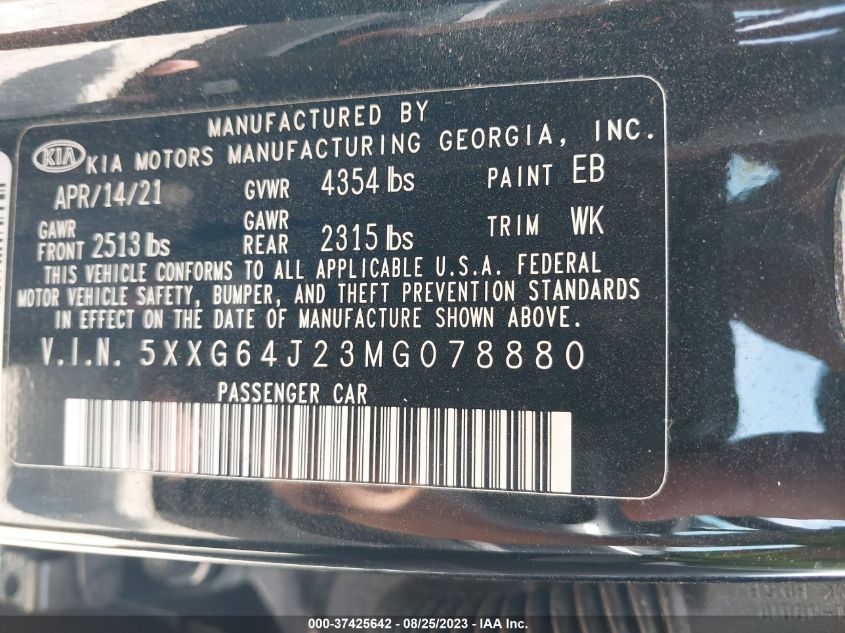 MANUFACTURED BY
KIA KIA MOTORS MANUFACTURING GEORGIA, INC.
APR/14/21 GVWR 4354 lbs PAINT EB
GAWR FRONT 2513 lbs GAWR REAR 2315 lbs TRIM WK
THIS VEHICLE CONFORMS TO ALL APPLICABLE U.S.A. FEDERAL
MOTOR VEHICLE SAFETY, BUMPER, AND THEFT PREVENTION STANDARDS
IN EFFECT ON THE DATE OF MANUFACTURE SHOWN ABOVE.
V.I.N. 5XXG64J23MG078880
PASSENGER CAR
000-37425642 - 08/25/2023 - IAA Inc.